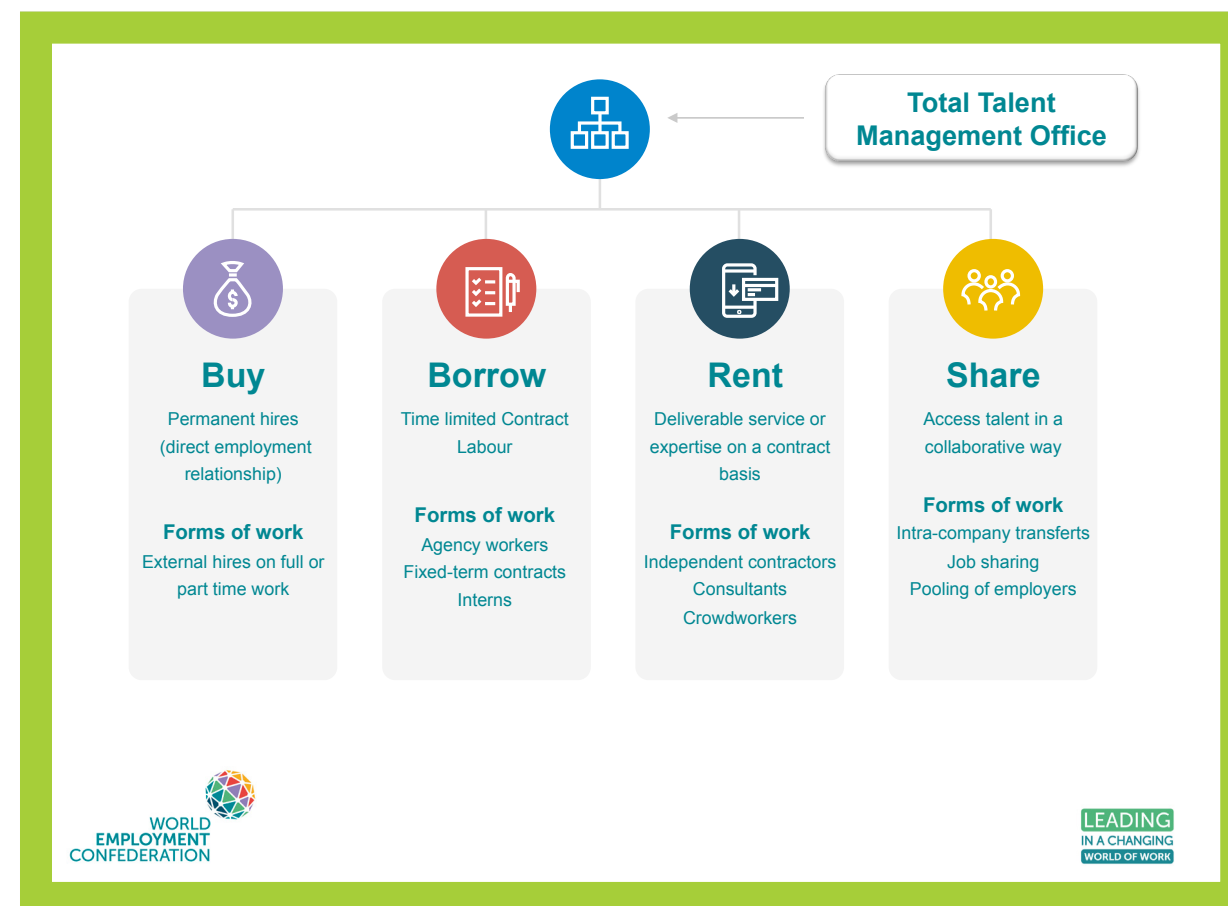 Total Talent
Management Office
Buy
Permanent hires
(direct employment
relationship)
Forms of work
External hires on full or
part time work
Borrow
Time limited Contract
Labour
Forms of work
Agency workers
Fixed-term contracts
Interns
Rent
Deliverable service or
expertise on a contract
basis
Forms of work
Independent contractors
Consultants
Crowdworkers
Share
Access talent in a
collaborative way
Forms of work
Intra-company transferts
Job sharing
Pooling of employers
WORLD
EMPLOYMENT
CONFEDERATION
LEADING
IN A CHANGING
WORLD OF WORK